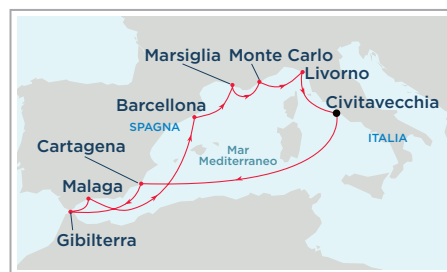 Marsiglia Monte Carlo
Livorno
Barcellona
Civitavecchia
SPAGNA
ITALIA
Cartagena
Mar
Mediterraneo
Malaga
Gibilterra